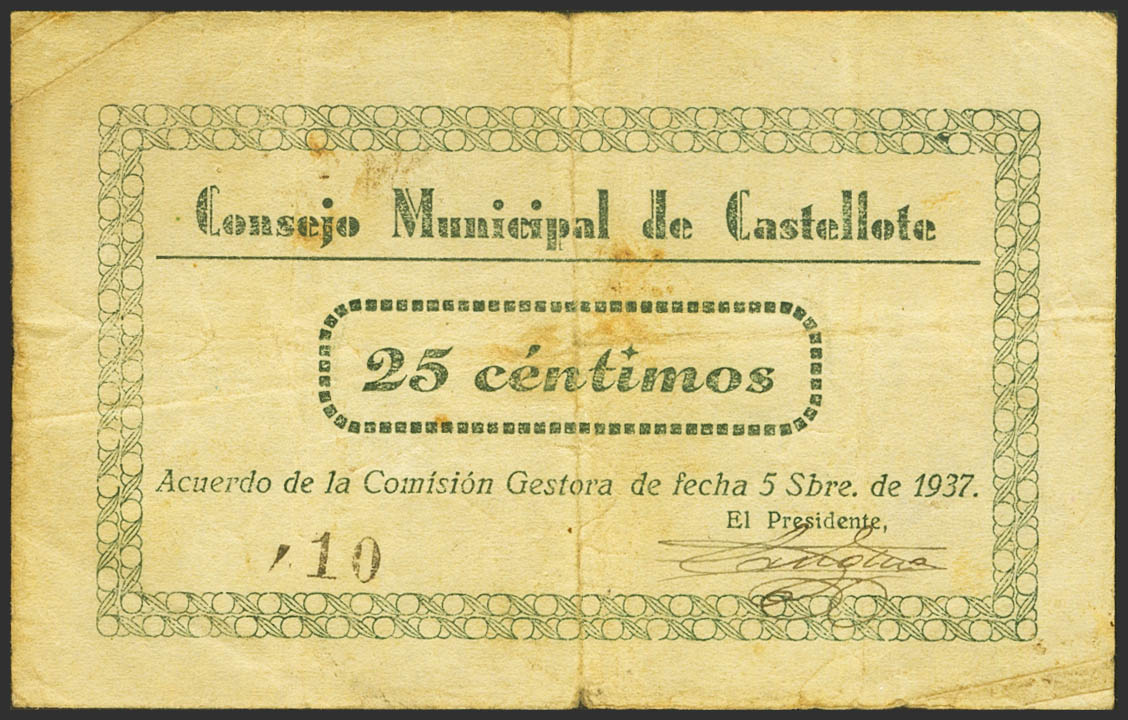 Consejo Municipal de Castellote
25 céntimos
Acuerdo de la Comisión Gestora de fecha 5 Sbre. de 1937.
El Presidente,
10